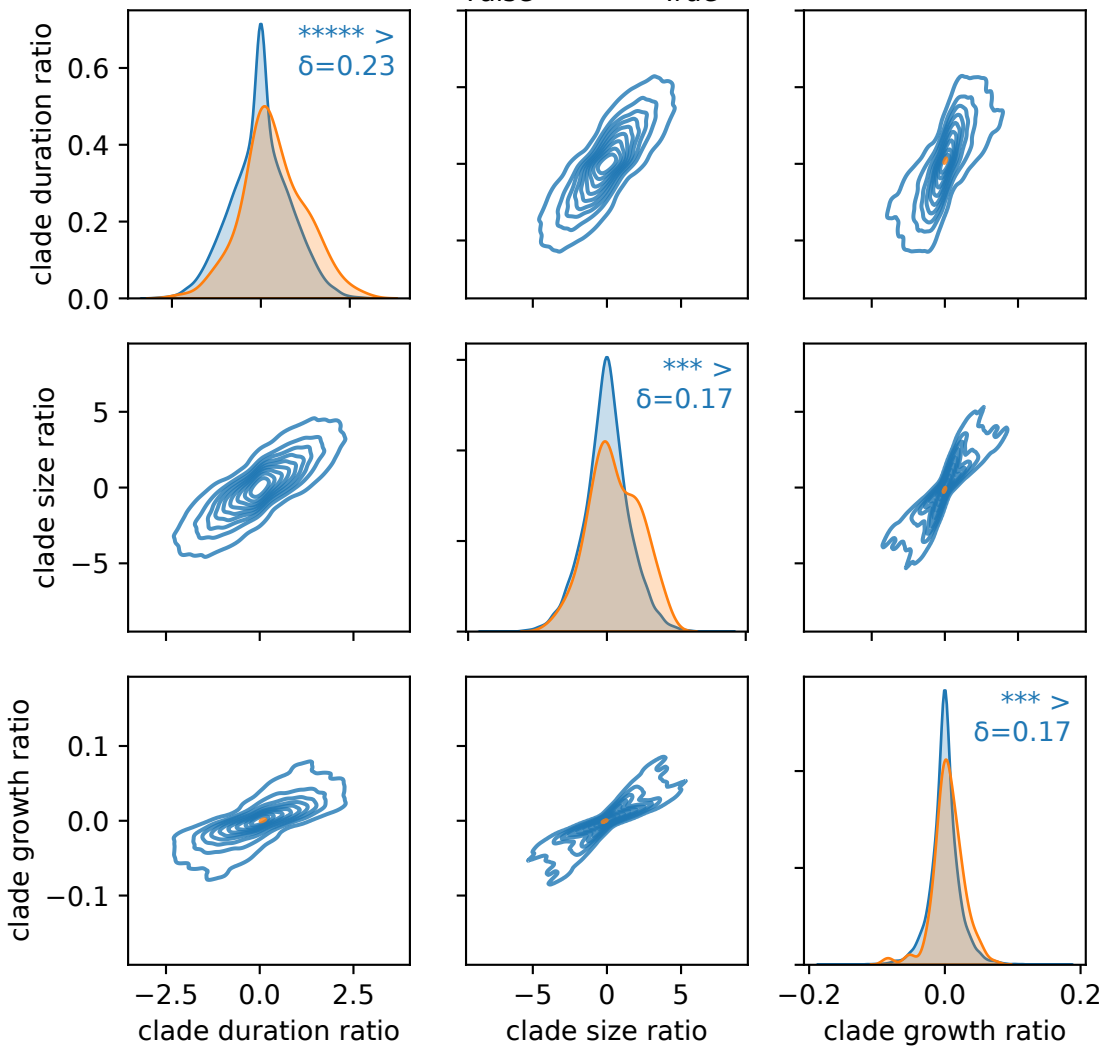 ***** >
δ=0.23
clade duration ratio
0.6
0.4
0.2
0.0
*** >
δ=0.17
clade size ratio
5
0
−5
*** >
δ=0.17
clade growth ratio
0.1
0.0
−0.1
−2.5 0.0 2.5
−5 0 5
−0.2 0.0 0.2
clade duration ratio
clade size ratio
clade growth ratio